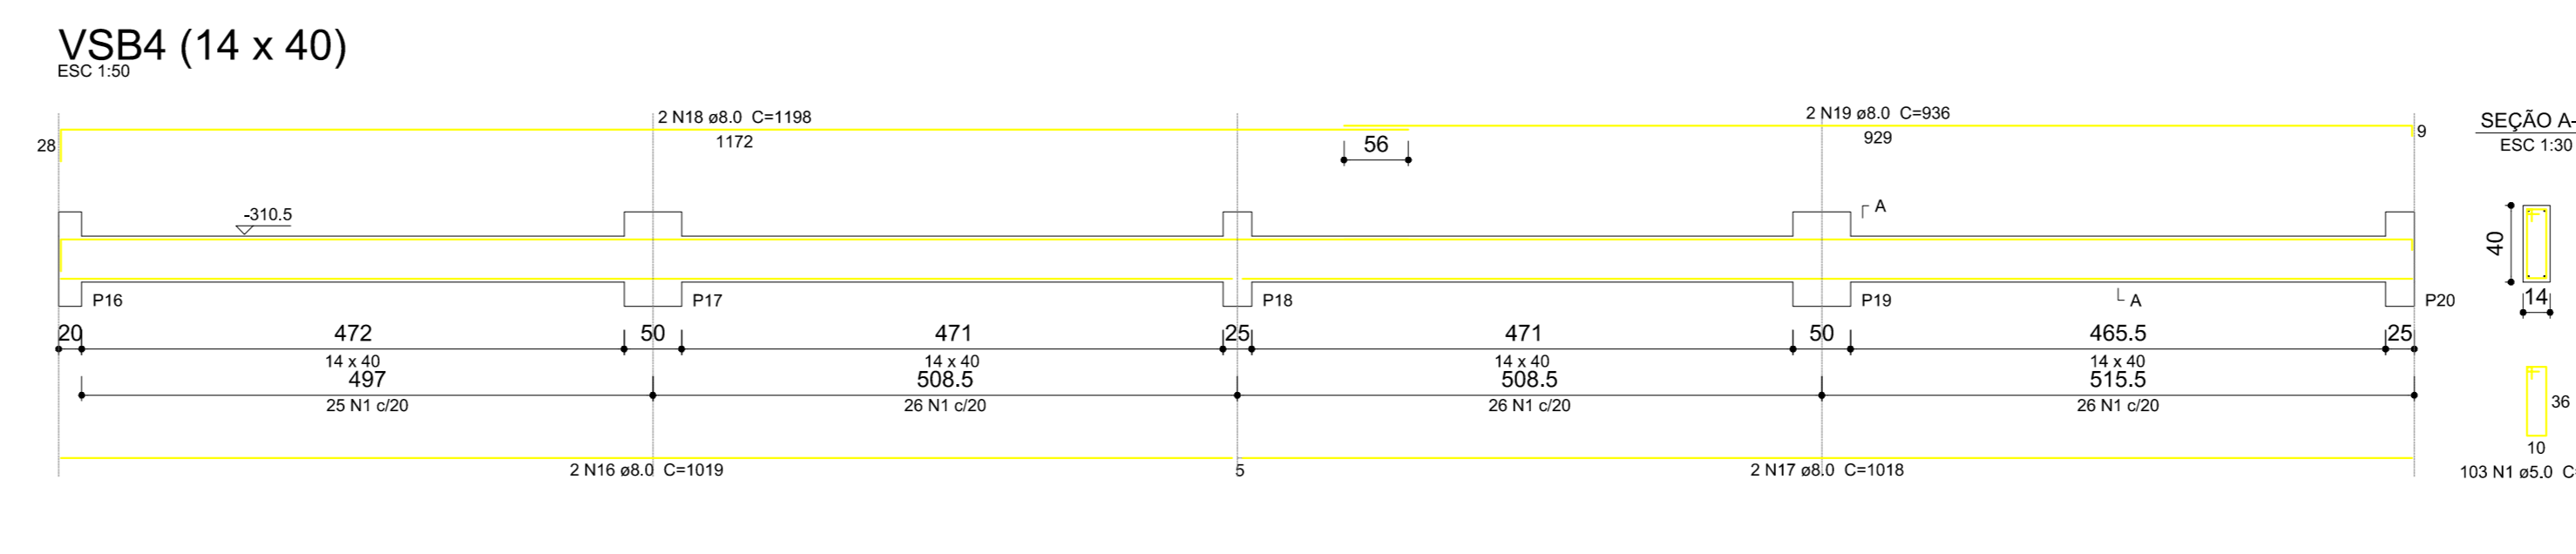 VSB4 (14 x 40)
ESC 1:50
2 N18 ø8.0  C=1198
1172
28
56
2 N19 ø8.0  C=936
929
9
SEÇÃO A-
ESC 1:30
-310.5
A
P16
P17
P18
P19
A
P20
40
14
20
472
50
471
25
471
50
465.5
25
14 x 40
14 x 40
14 x 40
14 x 40
497
508.5
508.5
515.5
25 N1 c/20
26 N1 c/20
26 N1 c/20
26 N1 c/20
36
10
2 N16 ø8.0  C=1019
5
2 N17 ø8.0  C=1018
103 N1 ø5.0  C